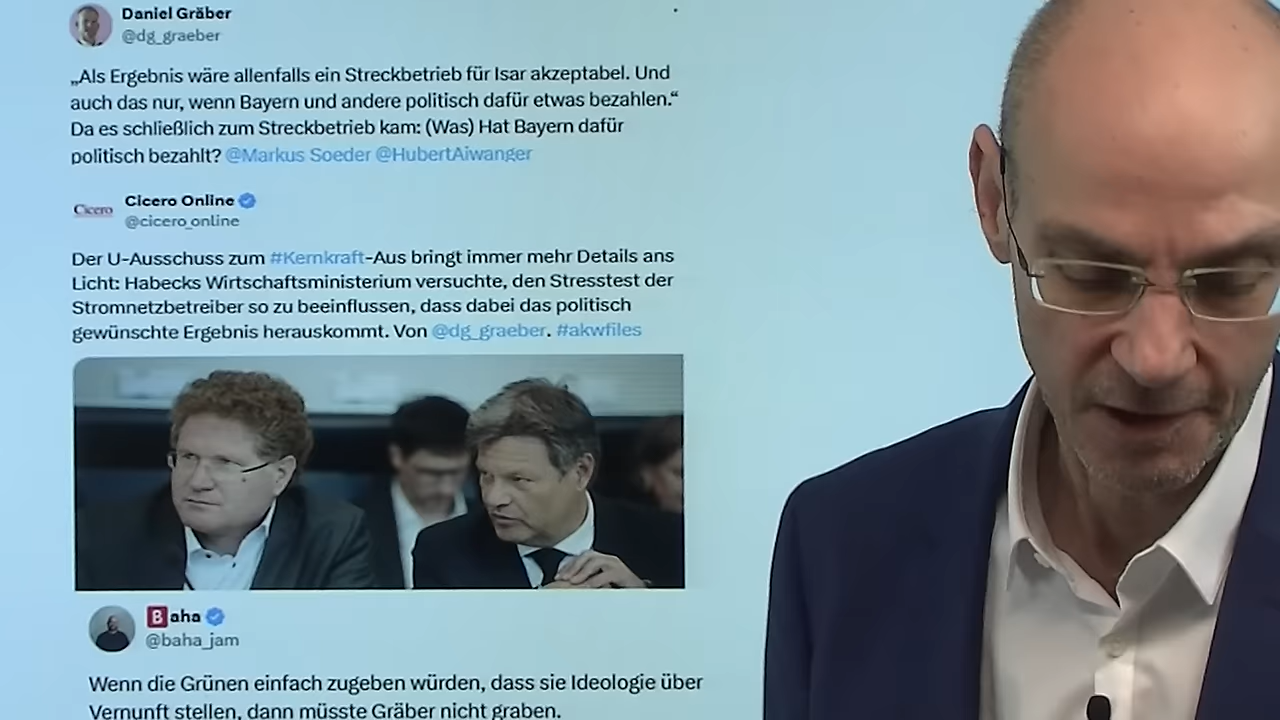 Daniel Gräber
@dg_graeber
„Als Ergebnis wäre allenfalls ein Streckbetrieb für Isar akzeptabel. Und
auch das nur, wenn Bayern und andere politisch dafür etwas bezahlen.“
Da es schließlich zum Streckbetrieb kam: (Was) Hat Bayern dafür
politisch bezahlt? @Markus Soeder @HubertAiwanger
Cicero
Cicero Online
@cicero_online
Der U-Ausschuss zum #Kernkraft-Aus bringt immer mehr Details ans
Licht: Habecks Wirtschaftsministerium versuchte, den Stresstest der
Stromnetzbetreiber so zu beeinflussen, dass dabei das politisch
gewünschte Ergebnis herauskommt. Von @dg_graeber. #akwfiles
Baha
@baha_jam
Wenn die Grünen einfach zugeben würden, dass sie Ideologie über
Vernunft stellen, dann müsste Gräber nicht graben.